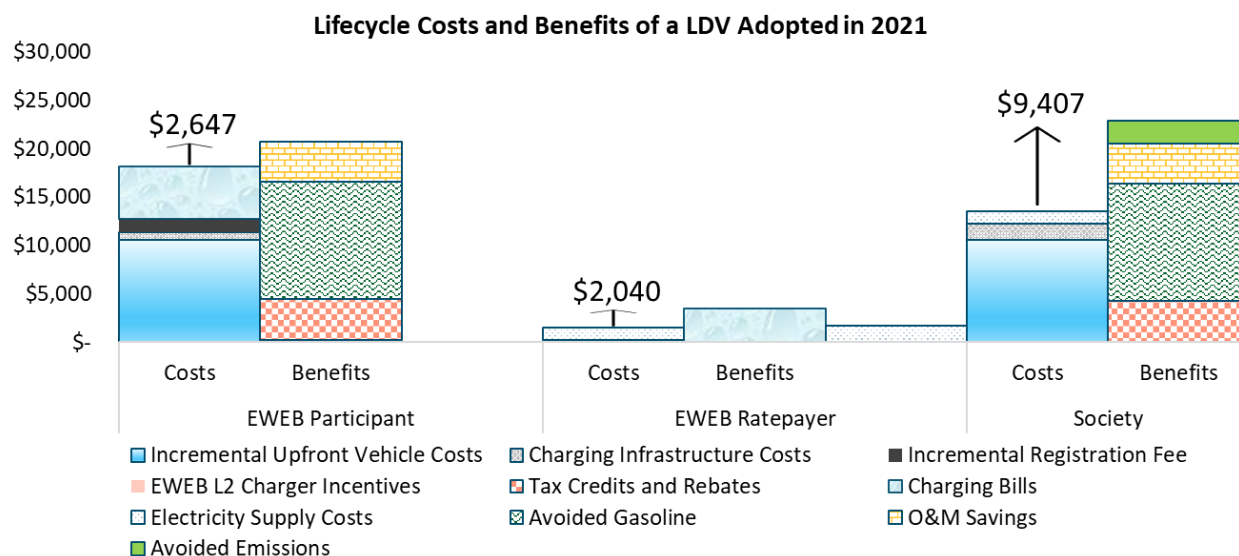 Lifecycle Costs and Benefits of a LDV Adopted in 2021
$30,000
$25,000
$20,000
$15,000
$10,000
$5,000
$-
$2,647
$2,040
$9,407
Costs Benefits Costs Benefits Costs Benefits
EWEB Participant EWEB Ratepayer Society
Incremental Upfront Vehicle Costs Charging Infrastructure Costs Incremental Registration Fee
EWEB L2 Charger Incentives Tax Credits and Rebates Charging Bills
Electricity Supply Costs Avoided Gasoline O&M Savings
Avoided Emissions